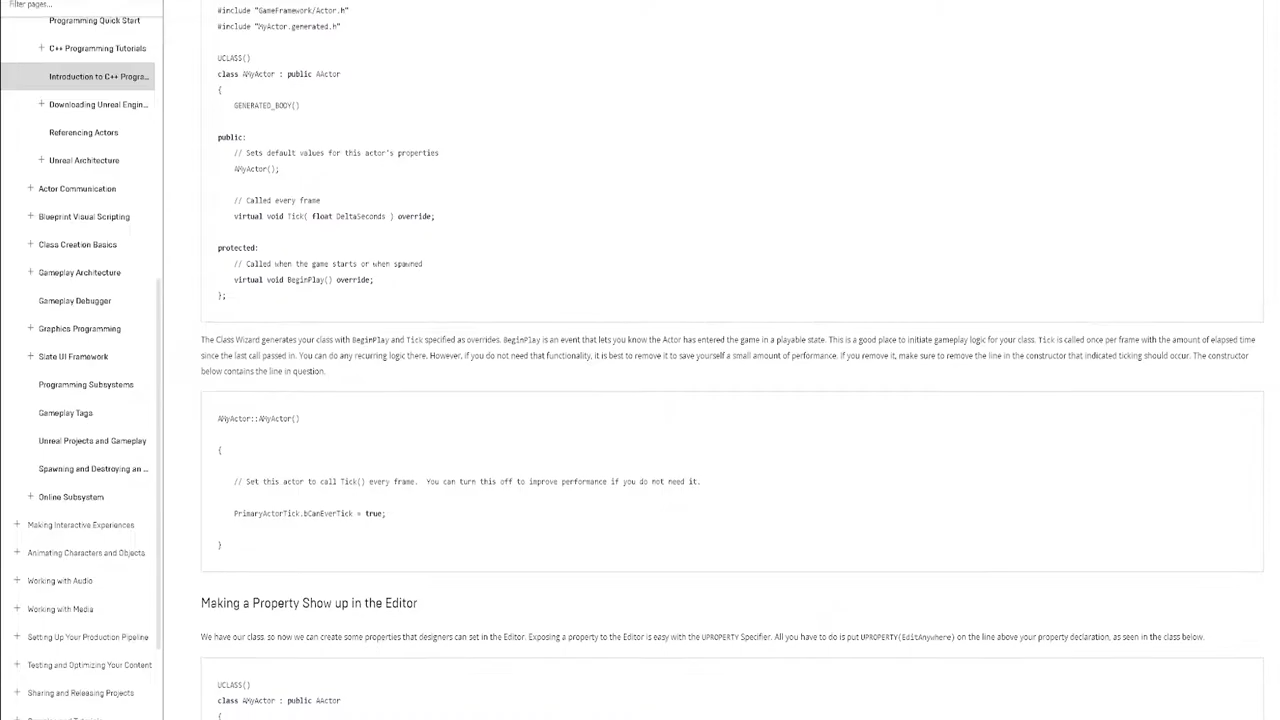 Filter pages...
Programming Quick Start
C++ Programming Tutorials
Introduction to C++ Progra...
Downloading Unreal Engin...
Referencing Actors
Unreal Architecture
Actor Communication
Blueprint Visual Scripting
Class Creation Basics
Gameplay Architecture
Gameplay Debugger
Graphics Programming
Slate UI Framework
Programming Subsystems
Gameplay Tags
Unreal Projects and Gameplay
Spawning and Destroying an ...
Online Subsystem
Making Interactive Experiences
Animating Characters and Objects
Working with Audio
Working with Media
Setting Up Your Production Pipeline
Testing and Optimizing Your Content
Sharing and Releasing Projects
#include "GameFramework/Actor.h"
#include "MyActor.generated.h"
UCLASS()
class AMyActor : public AActor
{
GENERATED_BODY()
public:
// Sets default values for this actor's properties
AMyActor();
// Called every frame
virtual void Tick( float DeltaSeconds ) override;
protected:
// Called when the game starts or when spawned
virtual void BeginPlay() override;
};
The Class Wizard generates your class with BeginPlay and Tick specified as overrides. BeginPlay is an event that lets you know the Actor has entered the game in a playable state. This is a good place to initiate gameplay logic for your class. Tick is called once per frame with the amount of elapsed time
since the last call passed in. You can do any recurring logic there. However, if you do not need that functionality, it is best to remove it to save yourself a small amount of performance. If you remove it, make sure to remove the line in the constructor that indicated ticking should occur. The constructor
below contains the line in question.
AMyActor::AMyActor()
{
// Set this actor to call Tick() every frame.  You can turn this off to improve performance if you do not need it.
PrimaryActorTick.bCanEverTick = true;
}
Making a Property Show up in the Editor
We have our class, so now we can create some properties that designers can set in the Editor. Exposing a property to the Editor is easy with the UPROPERTY Specifier. All you have to do is put UPROPERTY(EditAnywhere) on the line above your property declaration, as seen in the class below.
UCLASS()
class AMyActor : public AActor
{